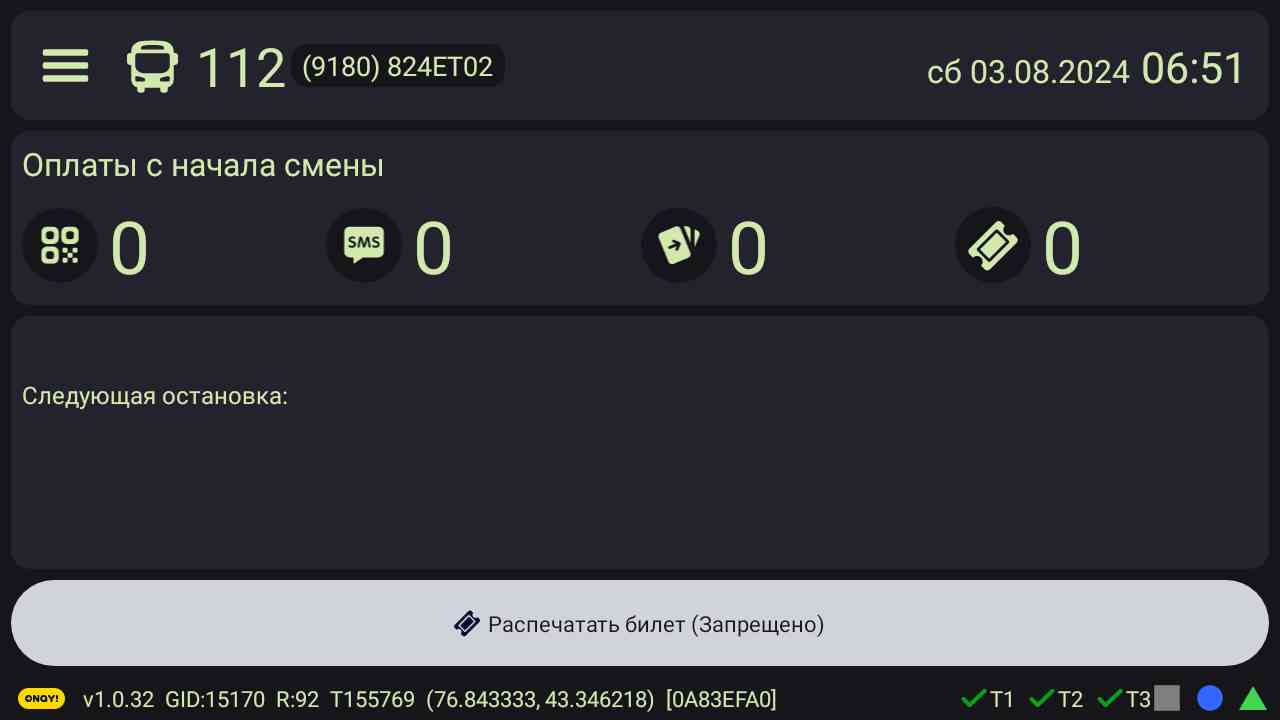 112 (9180) 824ET02 сб 03.08.2024 06:51
Оплаты с начала смены
0 SMS 0 0 0
Следующая остановка:
Распечатать билет (Запрещено)
ONAY! v1.0.32 GID:15170 R:92 T155769 (76.843333, 43.346218) [0A83EFA0] T1 T2 T3